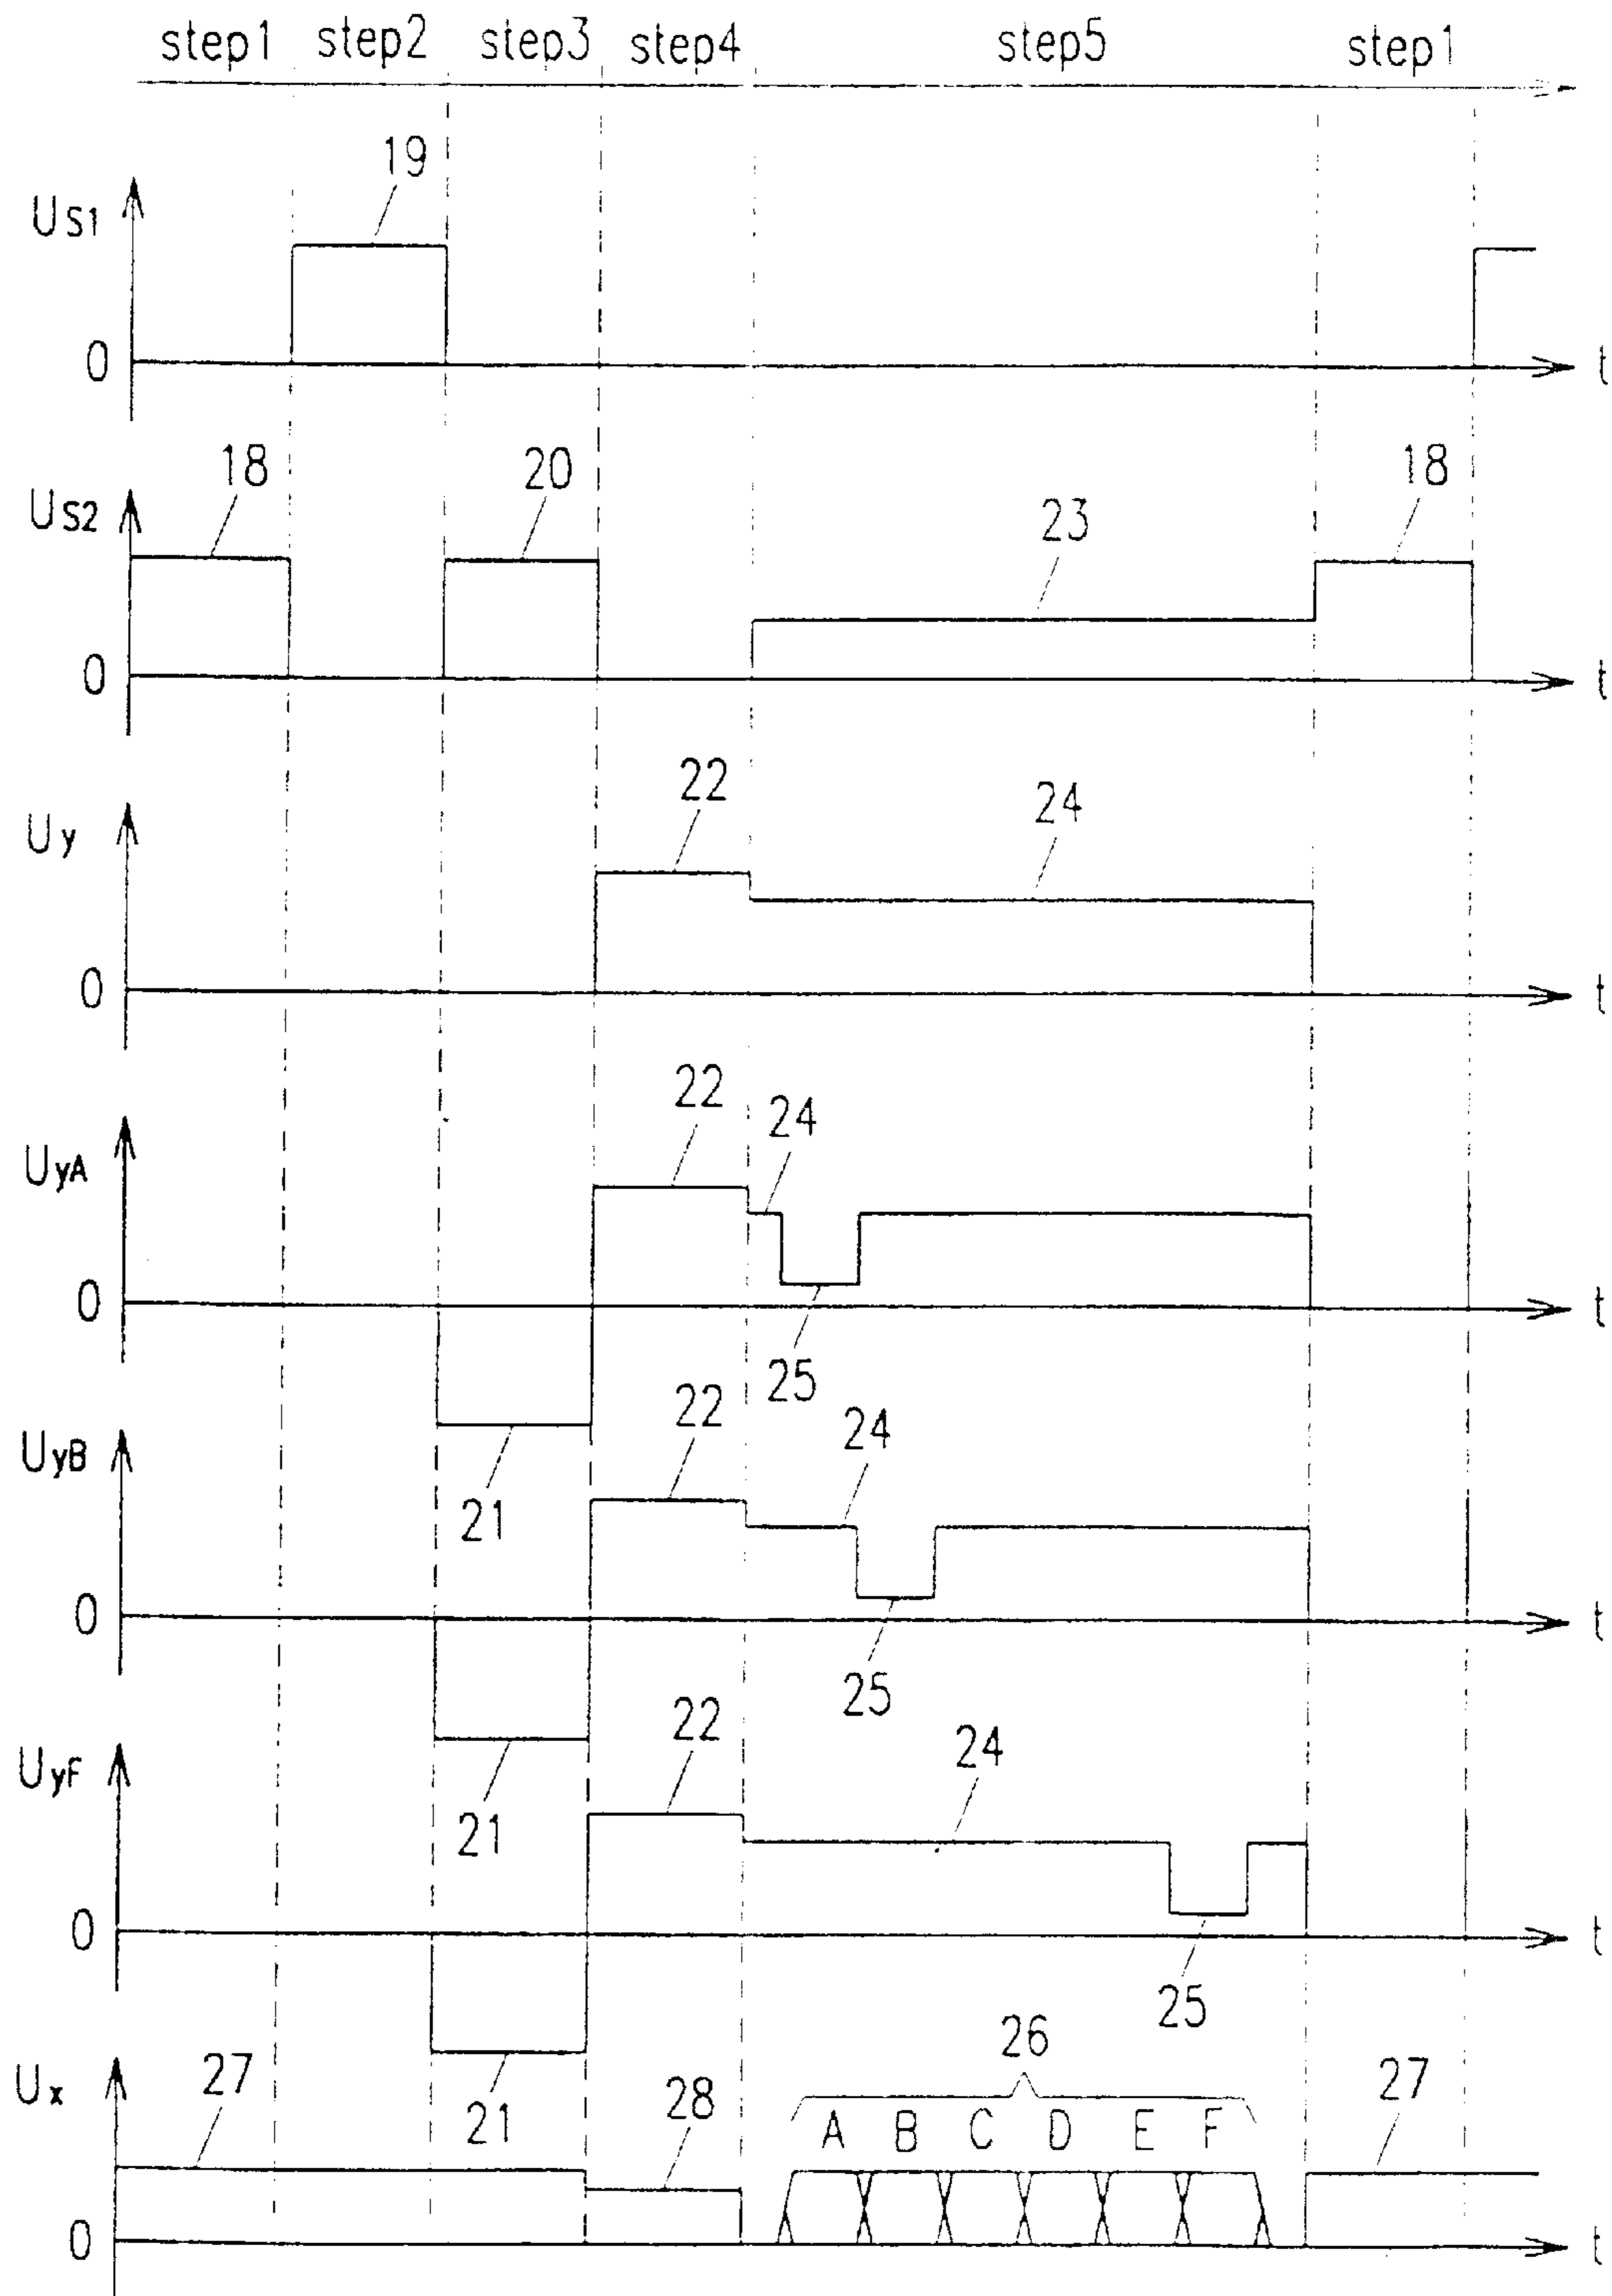 step1 step2 step3 step4 step5 step1
19
US1
0 t
18 20 18
US2
23
0 t
22
24
Uy
0 t
22
24
UyA
0 t
25
22
24
UyB
21
0 t
25
22
24
UyF
21
0 t
25
26
27 28 27
Ux
21
A B C D E F
0 t